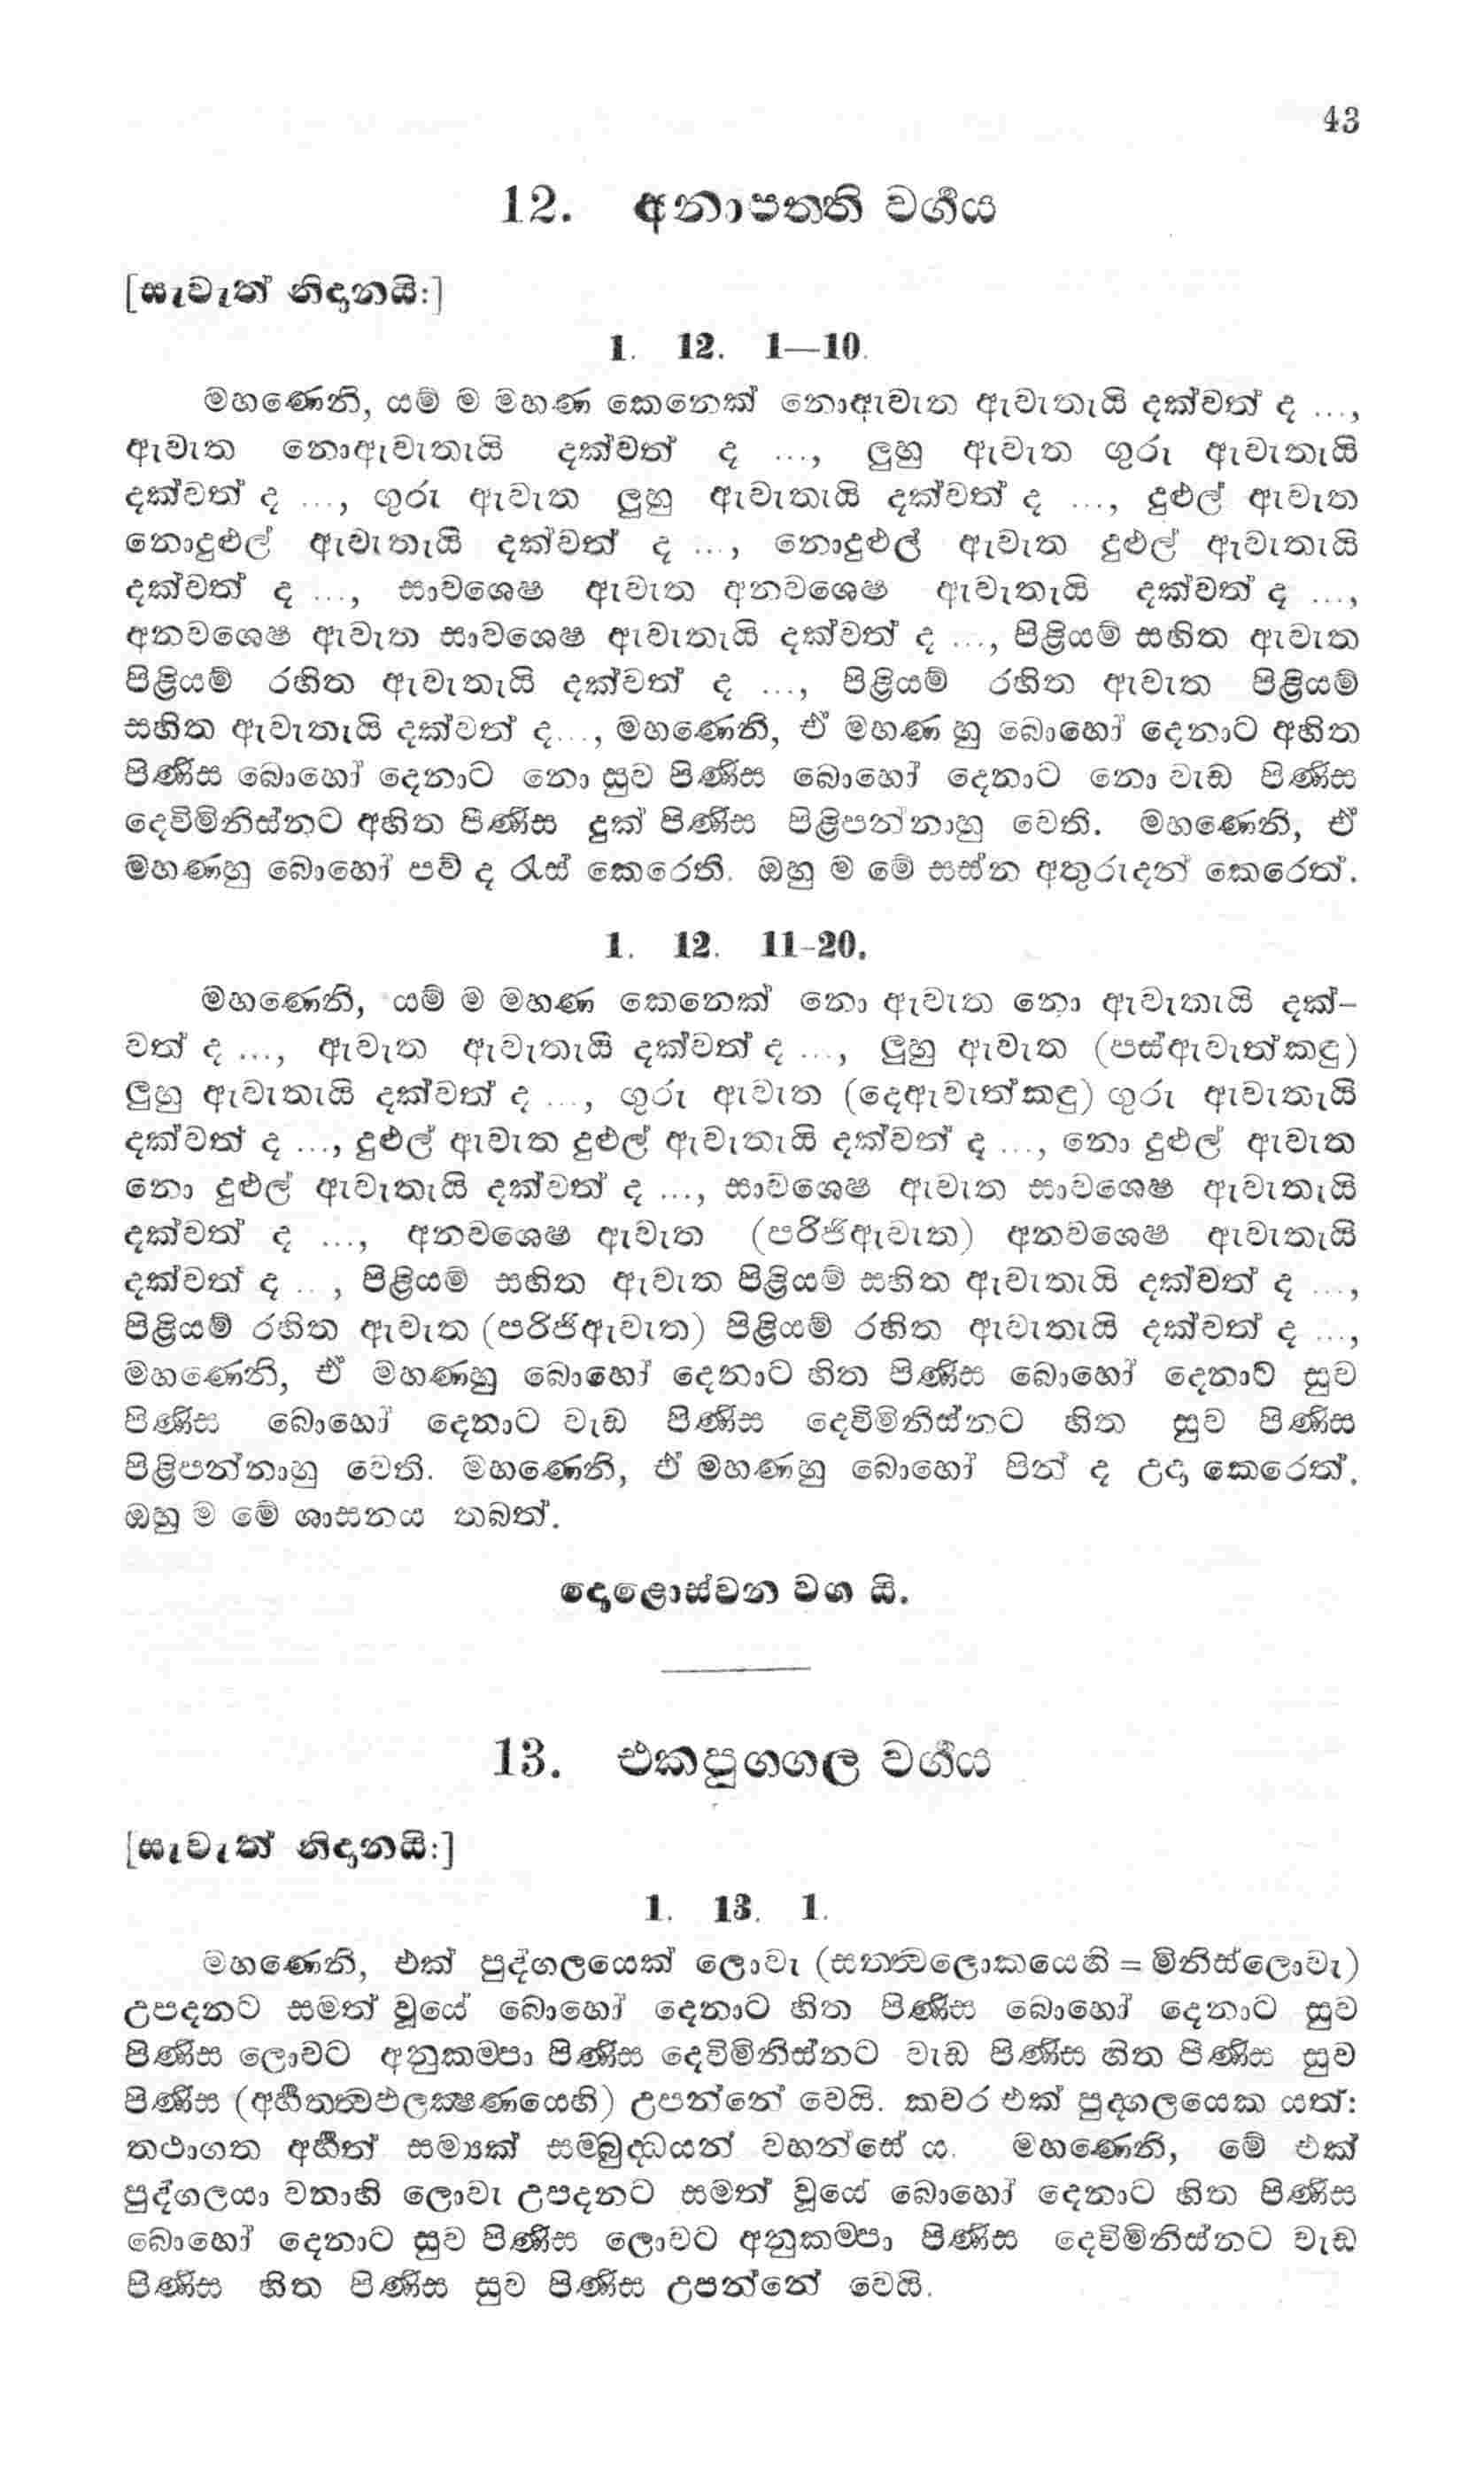 43
12. අනාපත්ති වර්‍ගය
[සැවැත් නිදානයි:]
1. 12. 1—10.
මහණෙනි, යම් ම මහණ කෙනෙක් නොඇවැත ඇවැතැයි දක්වත් ද ...,
ඇවැත නොඇවැතැයි දක්වත් ද ..., ලුහු ඇවැත ගුරු ඇවැතැයි
දක්වත් ද ..., ගුරු ඇවැත ලුහු ඇවැතැයි දක්වත් ද ..., දුළුල් ඇවැත
නොදුළුල් ඇවැතැයි දක්වත් ද ..., නොදුළුල් ඇවැත දුළුල් ඇවැතැයි
දක්වත් ද ..., සාවශෙෂ ඇවැත අනවශෙෂ ඇවැතැයි දක්වත් ද ...,
අනවශෙෂ ඇවැත සාවශෙෂ ඇවැතැයි දක්වත් ද ..., පිළියම් සහිත ඇවැත
පිළියම් රහිත ඇවැතැයි දක්වත් ද ..., පිළියම් රහිත ඇවැත පිළියම්
සහිත ඇවැතැයි දක්වත් ද..., මහණෙනි, ඒ මහණ හු බොහෝ දෙනාට අහිත
පිණිස බොහෝ දෙනාට නො සුව පිණිස බොහෝ දෙනාට නො වැඩ පිණිස
දෙව්මිනිස්නට අහිත පිණිස දුක් පිණිස පිළිපන්නාහු වෙති. මහණෙනි, ඒ
මහණහු බොහෝ පව් ද රැස් කෙරෙති. ඔහු ම මේ සස්න අතුරුදන් කෙරෙත්.
1. 12. 11-20.
මහණෙනි, යම් ම මහණ කෙනෙක් නො ඇවැත නො ඇවැතැයි දක්-
වත් ද ..., ඇවැත ඇවැතැයි දක්වත් ද ..., ලුහු ඇවැත (පස්ඇවැත්කඳු)
ලුහු ඇවැතැයි දක්වත් ද ..., ගුරු ඇවැත (දෙඇවැත්කඳු) ගුරු ඇවැතැයි
දක්වත් ද ..., දුළුල් ඇවැත දුළුල් ඇවැතැයි දක්වත් ද ..., නො දුළුල් ඇවැත
නො දුළුල් ඇවැතැයි දක්වත් ද ..., සාවශෙෂ ඇවැත සාවශෙෂ ඇවැතැයි
දක්වත් ද ..., අනවශෙෂ ඇවැත (පරිජිඇවැත) අනවශෙෂ ඇවැතැයි
දක්වත් ද .. , පිළියම් සහිත ඇවැත පිළියම් සහිත ඇවැතැයි දක්වත් ද ...,
පිළියම් රහිත ඇවැත (පරිජිඇවැත) පිළියම් රහිත ඇවැතැයි දක්වත් ද ...,
මහණෙනි, ඒ මහණහු බොහෝ දෙනාට හිත පිණිස බොහෝ දෙනාට සුව
පිණිස බොහෝ දෙනාට වැඩ පිණිස දෙව්මිනිස්නට හිත සුව පිණිස
පිළිපන්නාහු වෙති. මහණෙනි, ඒ මහණහු බොහෝ පින් ද උදා කෙරෙත්.
ඔහු ම මේ ශාසනය තබත්.
දොළොස්වන වග යි.
13. එකපුග්ගල වර්‍ගය
[සැවැත් නිදානයි:]
1. 13. 1.
මහණෙනි, එක් පුද්ගලයෙක් ලොවැ (සත්ත්‍වලොකයෙහි = මිනිස්ලොවැ)
උපදනට සමත් වූයේ බොහෝ දෙනාට හිත පිණිස බොහෝ දෙනාට සුව
පිණිස ලොවට අනුකම්පා පිණිස දෙව්මිනිස්නට වැඩ පිණිස හිත පිණිස සුව
පිණිස (අර්‍හත්ත්‍වඵලක්‍ෂණයෙහි) උපන්නේ වෙයි. කවර එක් පුද්ගලයෙක යත්:
තථාගත අර්‍හත් සම්‍යක් සම්බුද්ධයන් වහන්සේ ය. මහණෙනි, මේ එක්
පුද්ගලයා වනාහි ලොවැ උපදනට සමත් වූයේ බොහෝ දෙනාට හිත පිණිස
බොහෝ දෙනාට සුව පිණිස ලොවට අනුකම්පා පිණිස දෙව්මිනිස්නට වැඩ
පිණිස හිත පිණිස සුව පිණිස උපන්නේ වෙයි.